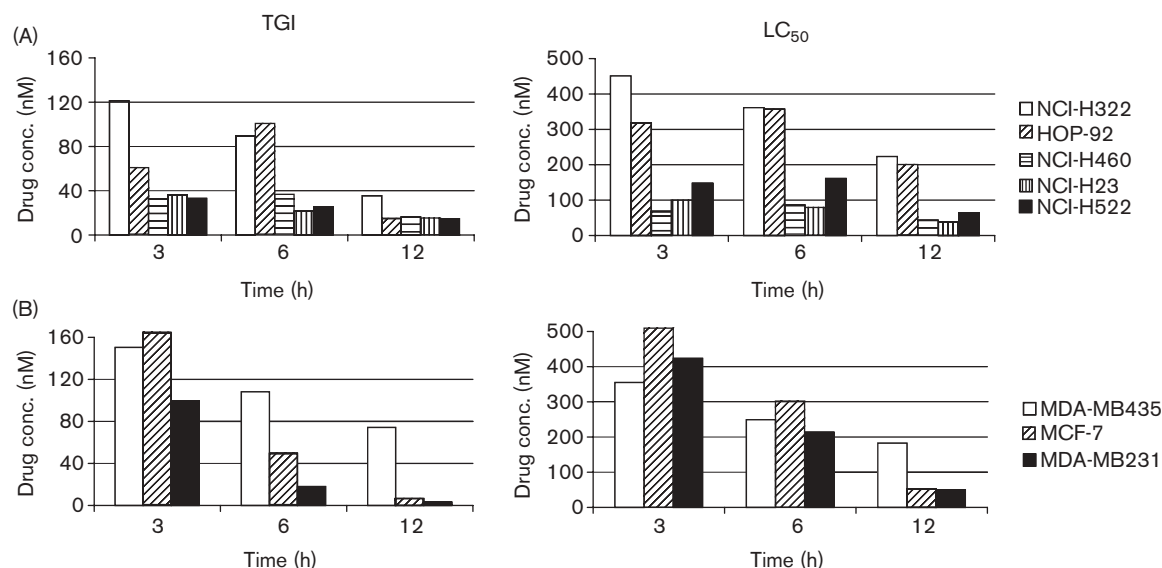 (A)
TGI
Drug conc. (nM)
160
120
80
40
0
3 6 12
Time (h)
LC50
Drug conc. (nM)
500
400
300
200
100
0
3 6 12
Time (h)
NCI-H322
HOP-92
NCI-H460
NCI-H23
NCI-H522
(B)
Drug conc. (nM)
160
120
80
40
0
3 6 12
Time (h)
Drug conc. (nM)
500
400
300
200
100
0
3 6 12
Time (h)
MDA-MB435
MCF-7
MDA-MB231